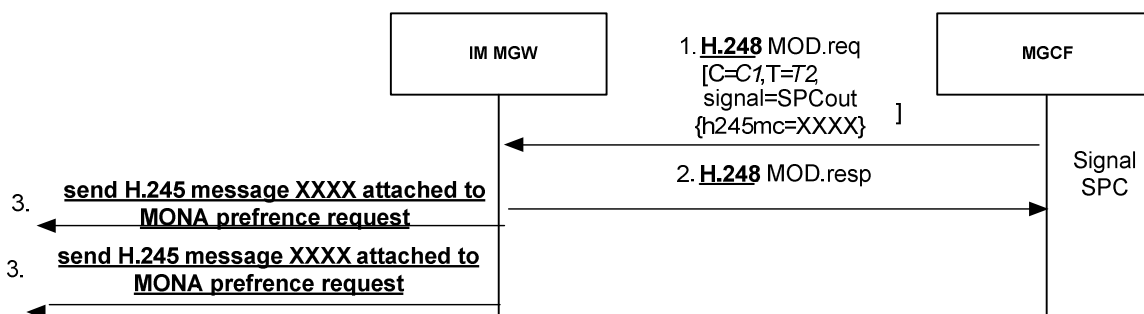 IM MGW
MGCF
1. H.248 MOD.req
[C=C1,T=T2,
signal=SPCout
{h245mc=XXXX} ]
2. H.248 MOD.resp
Signal
SPC
3. send H.245 message XXXX attached to
MONA prefrence request
3. send H.245 message XXXX attached to
MONA prefrence request